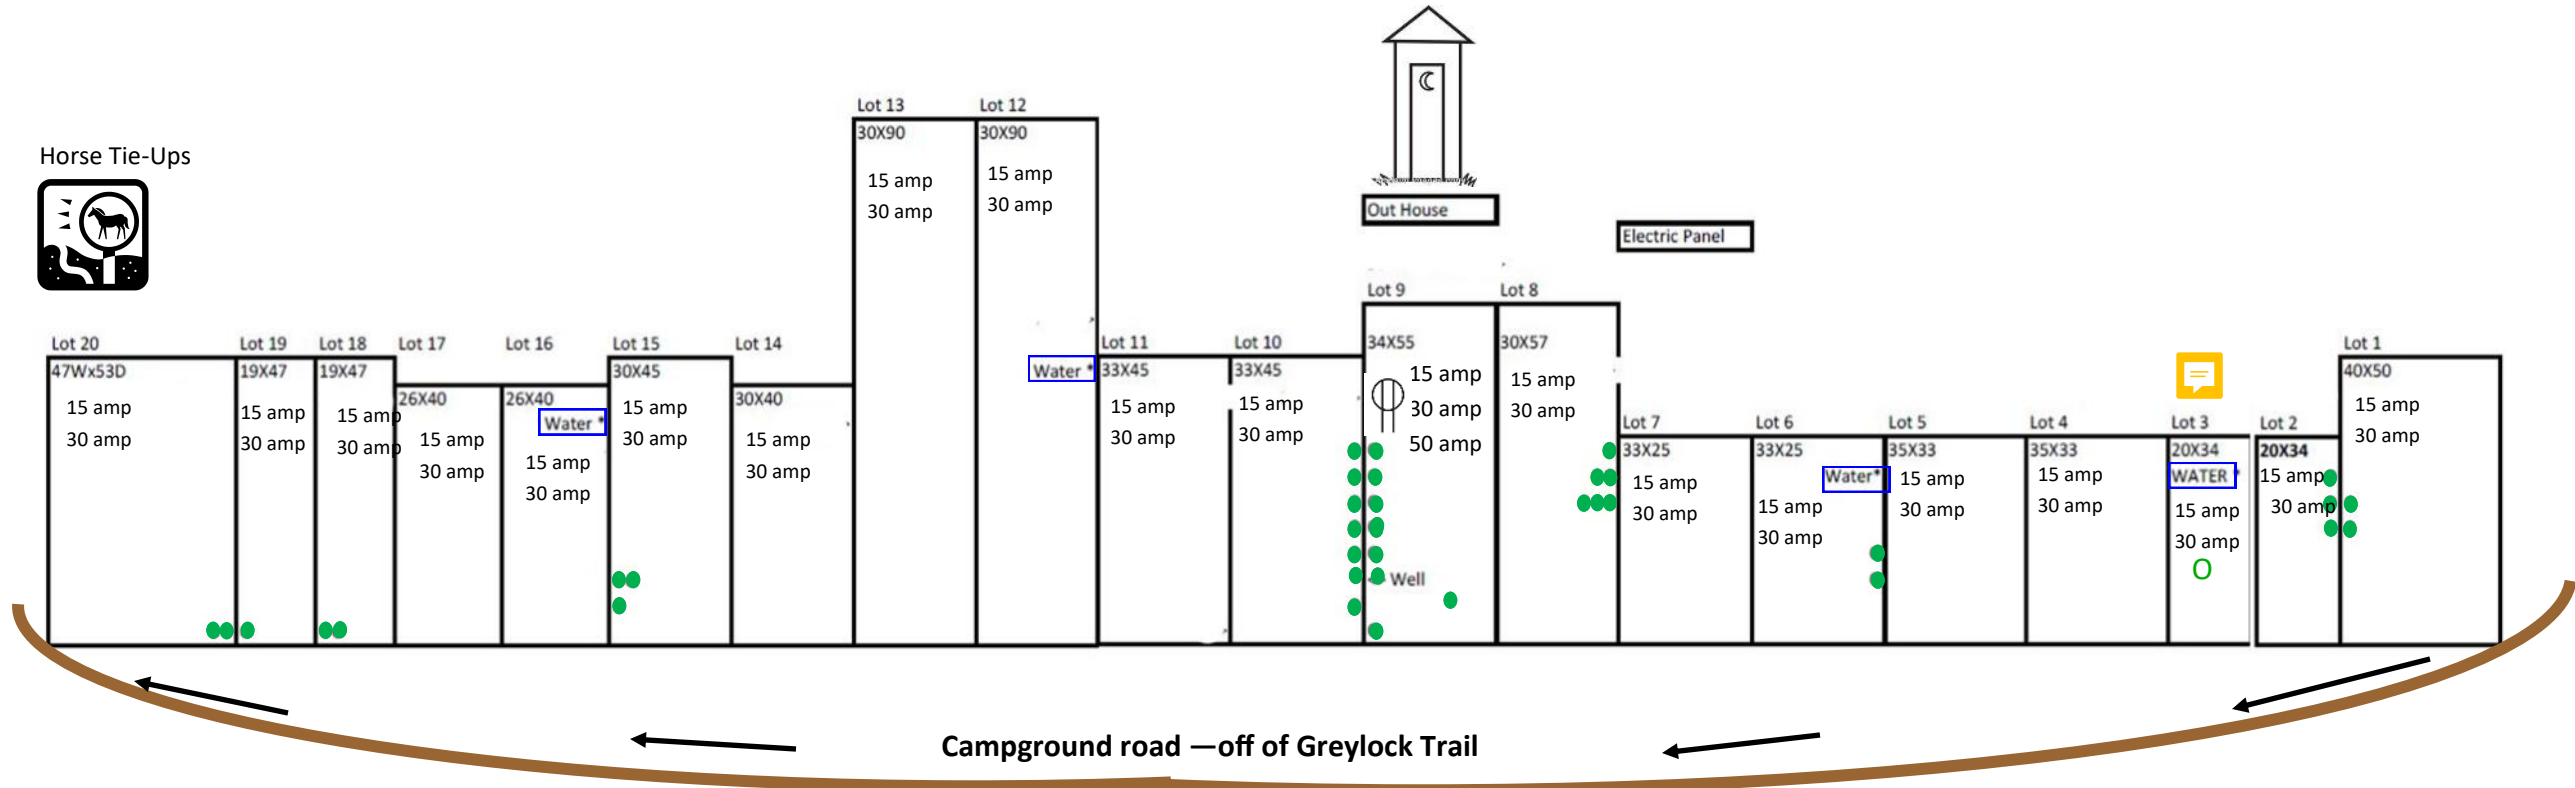 Horse Tie-Ups
Lot 20
47Wx53D
15 amp
30 amp
Lot 19
19X47
15 amp
30 amp
Lot 18
19X47
15 amp
30 amp
Lot 17
26X40
15 amp
30 amp
Lot 16
26X40
Water *
15 amp
30 amp
Lot 15
30X45
15 amp
30 amp
Lot 14
30X40
15 amp
30 amp
Lot 13
30X90
15 amp
30 amp
Lot 12
30X90
15 amp
30 amp
Water *
Lot 11
33X45
15 amp
30 amp
Lot 10
33X45
15 amp
30 amp
Out House
Lot 9
34X55
15 amp
30 amp
50 amp
Well
Lot 8
30X57
15 amp
30 amp
Electric Panel
Lot 7
33X25
15 amp
30 amp
Lot 6
33X25
Water*
15 amp
30 amp
Lot 5
35X33
15 amp
30 amp
Lot 4
35X33
15 amp
30 amp
Lot 3
20X34
WATER *
15 amp
30 amp
O
Lot 2
20X34
15 amp
30 amp
Lot 1
40X50
15 amp
30 amp
Campground road —off of Greylock Trail